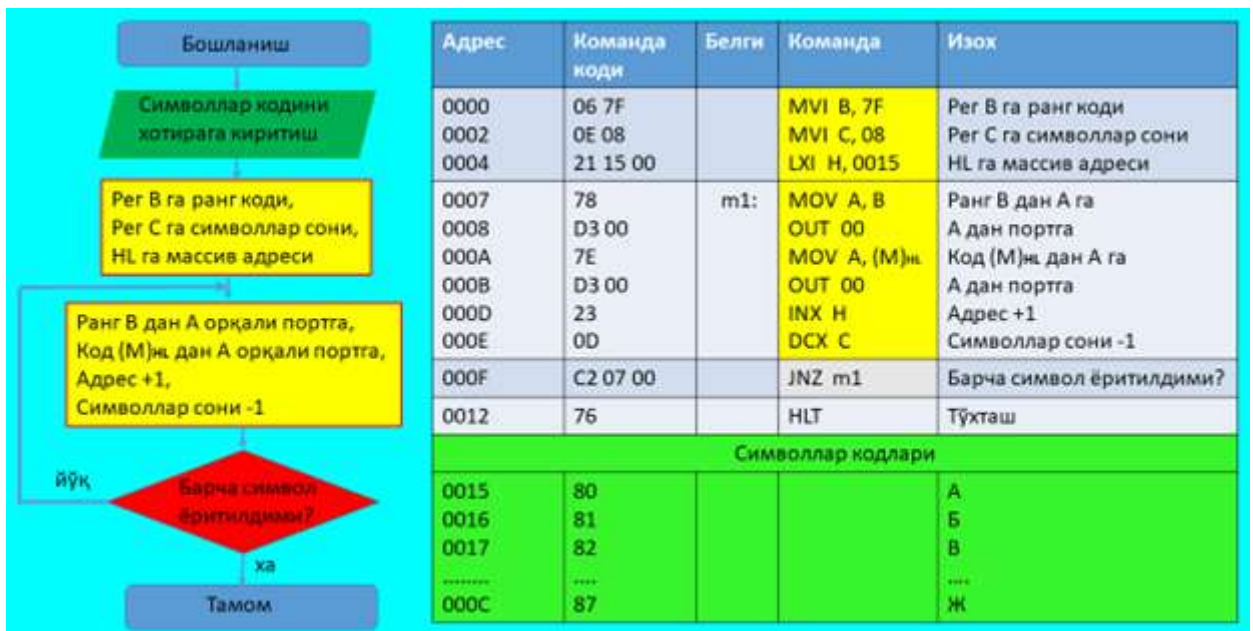 Бошланиш
Символлар кодини
хотирага киритиш
Рег В га ранг коди,
Рег С га символлар сони,
HL га массив адреси
Ранг В дан А орқали портга,
Код (М)HL дан А орқали портга,
Адрес +1,
Символлар сони -1
йўқ
Барча символ
ёритилдими?
ха
Тамом
Адрес Команда коди Белги Команда Изох
0000 06 7F MVI B, 7F Рег В га ранг коди
0002 0E 08 MVI C, 08 Рег С га символлар сони
0004 21 15 00 LXI H, 0015 HL га массив адреси
0007 78 m1: MOV A, B Ранг В дан А га
0008 D3 00 OUT 00 А дан портга
000A 7E MOV A, (M)HL Код (М)HL дан А га
000B D3 00 OUT 00 А дан портга
000D 23 INX H Адрес +1
000E 0D DCX C Символлар сони -1
000F C2 07 00 JNZ m1 Барча символ ёритилдими?
0012 76 HLT Тўхташ
Символлар кодлари
0015 80 А
0016 81 Б
0017 82 В
........ .... ....
000C 87 Ж